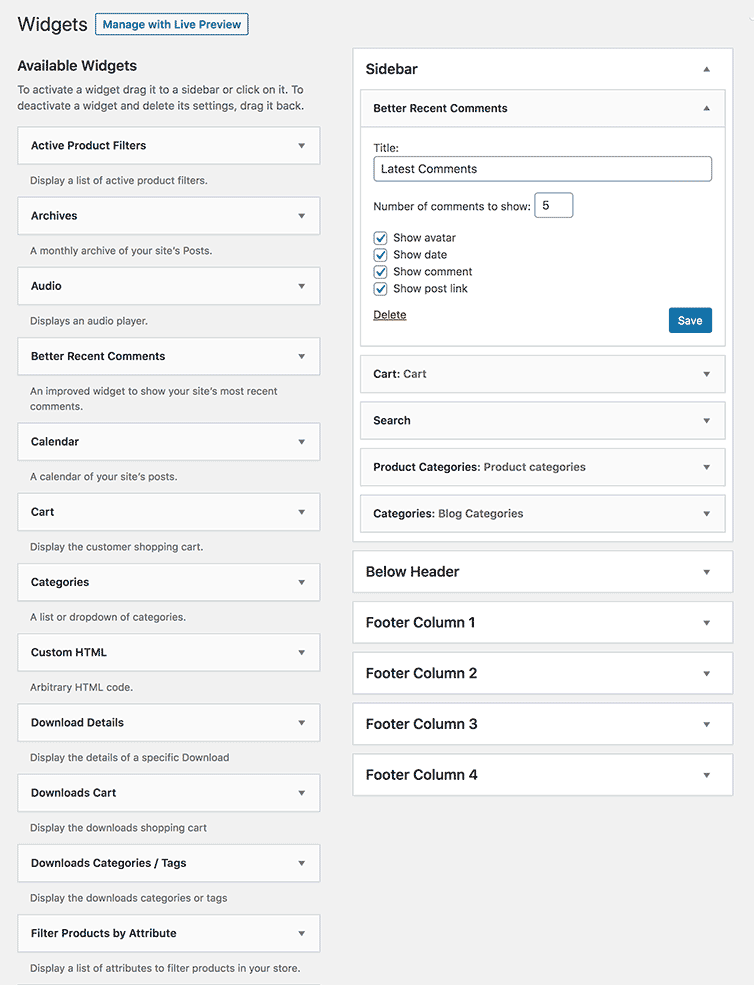 Widgets
Manage with Live Preview
Available Widgets
To activate a widget drag it to a sidebar or click on it. To
deactivate a widget and delete its settings, drag it back.
Active Product Filters
Display a list of active product filters.
Archives
A monthly archive of your site's Posts.
Audio
Displays an audio player.
Better Recent Comments
An improved widget to show your site's most recent
comments.
Calendar
A calendar of your site's posts.
Cart
Display the customer shopping cart.
Categories
A list or dropdown of categories.
Custom HTML
Arbitrary HTML code.
Download Details
Display the details of a specific Download
Downloads Cart
Display the downloads shopping cart
Downloads Categories / Tags
Display the downloads categories or tags
Filter Products by Attribute
Display a list of attributes to filter products in your store.
Sidebar
Better Recent Comments
Title:
Latest Comments
Number of comments to show: 5
Show avatar
Show date
Show comment
Show post link
Delete
Save
Cart: Cart
Search
Product Categories: Product categories
Categories: Blog Categories
Below Header
Footer Column 1
Footer Column 2
Footer Column 3
Footer Column 4